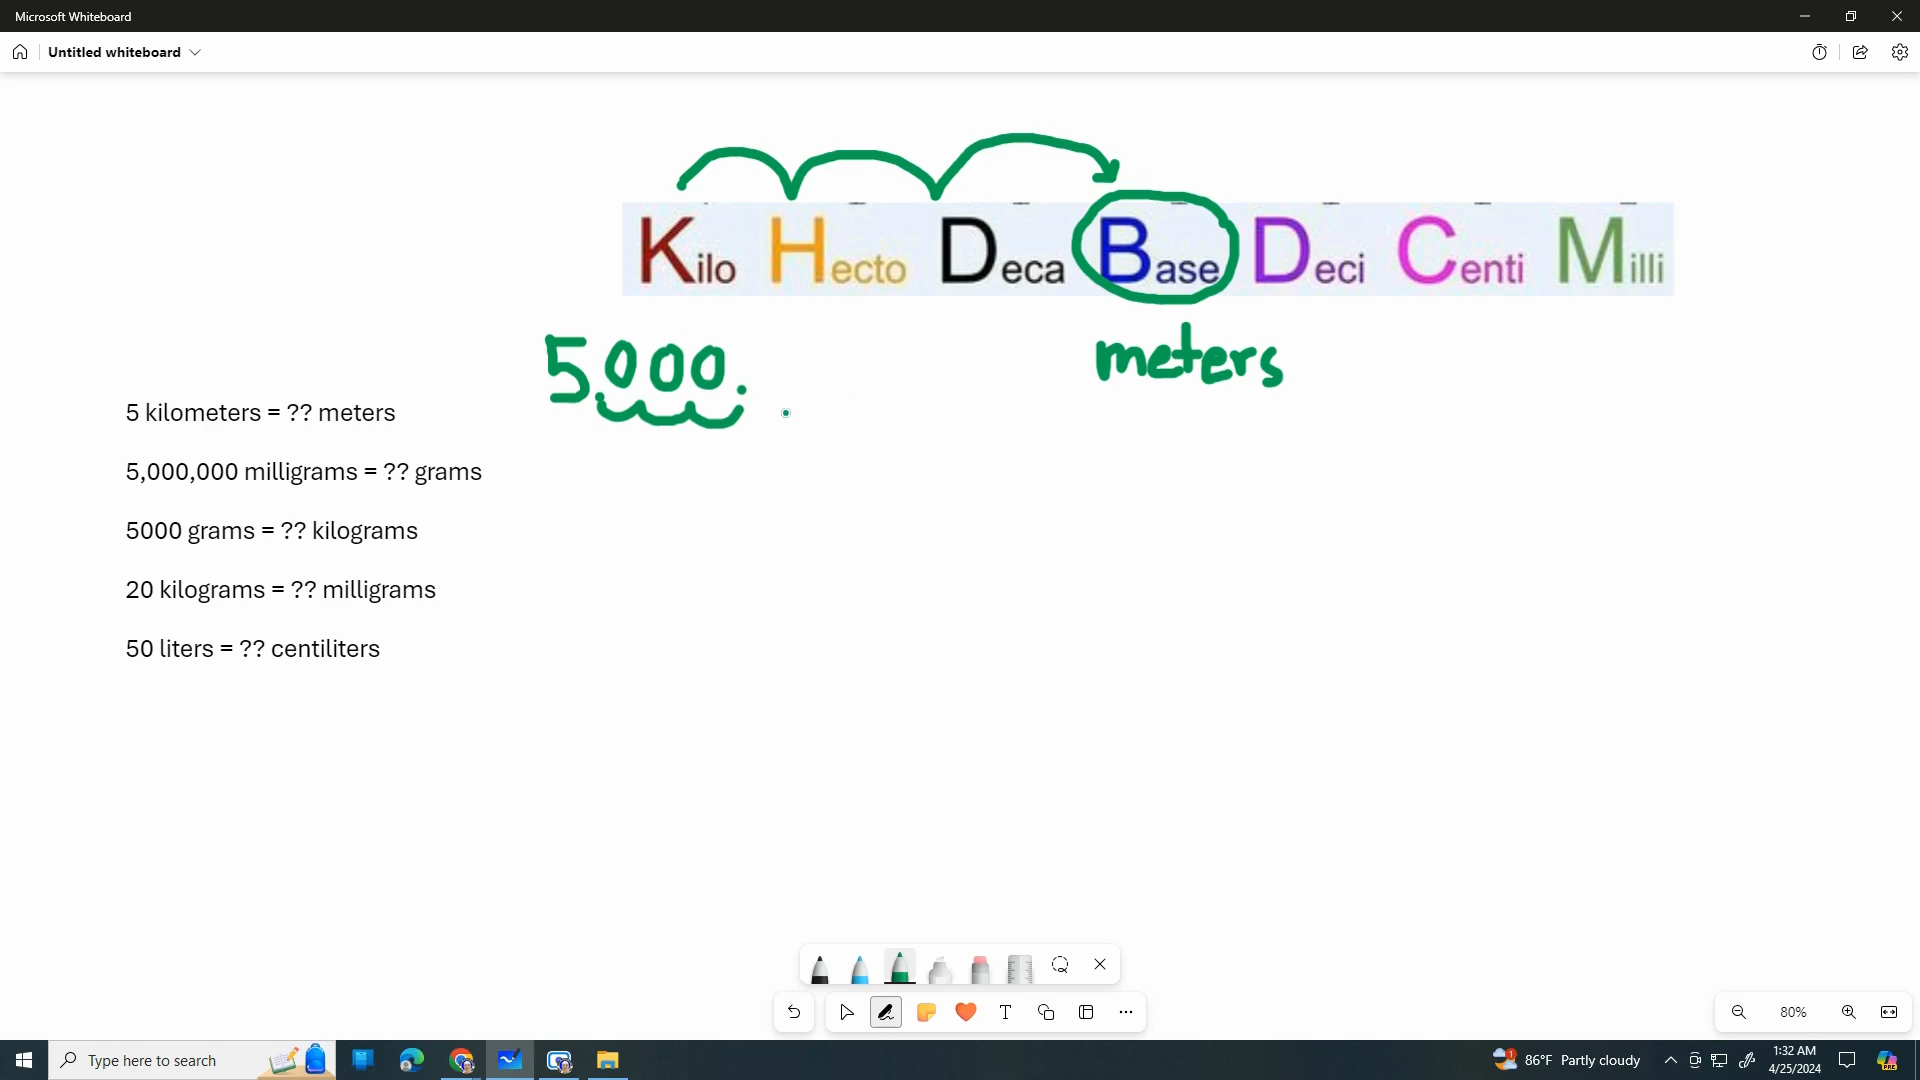 Microsoft Whiteboard
Untitled whiteboard
Kilo Hecto Deca Base Deci Centi Milli
5.000.
meters
5 kilometers = ?? meters
5,000,000 milligrams = ?? grams
5000 grams = ?? kilograms
20 kilograms = ?? milligrams
50 liters = ?? centiliters
T
80%
Type here to search
1
86°F Partly cloudy
1:32 AM
4/25/2024
PRE